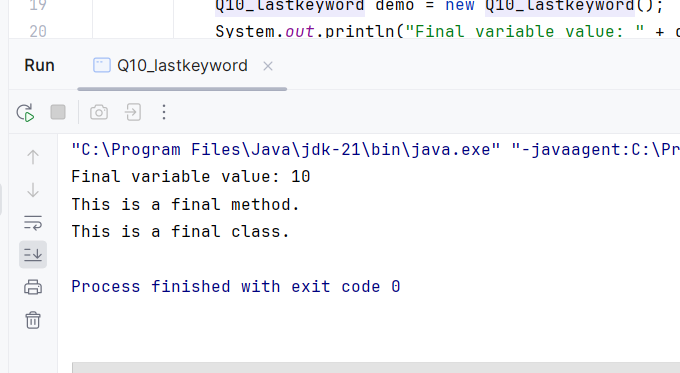 19 Q10_lastkeyword demo = new Q10_lastkeyword();
20 System.out.println("Final variable value: " +
Run Q10_lastkeyword
"C:\Program Files\Java\jdk-21\bin\java.exe" "-javaagent:C:\Pr
Final variable value: 10
This is a final method.
This is a final class.
Process finished with exit code 0